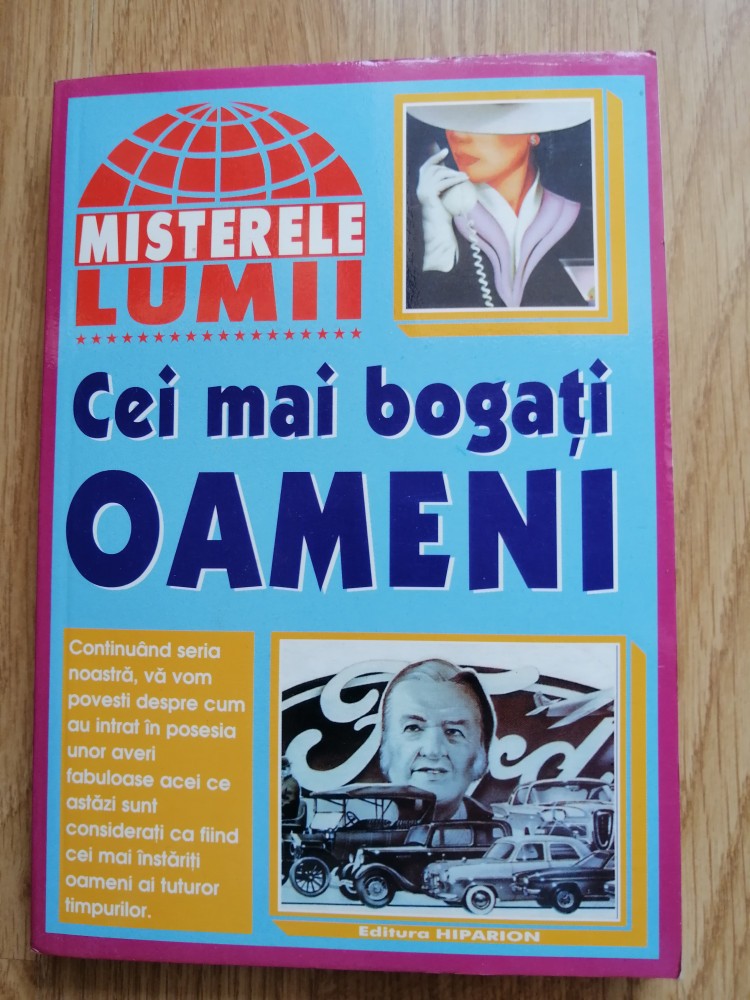 MISTERELE
LUMII
Cei mai bogați
OAMENI
Continuând seria
noastră, vă vom
povesti despre cum
au intrat în posesia
unor averi
fabuloase acei ce
astăzi sunt
considerați ca fiind
cei mai înstăriți
oameni ai tuturor
timpurilor.
Ford
Editura HIPARION